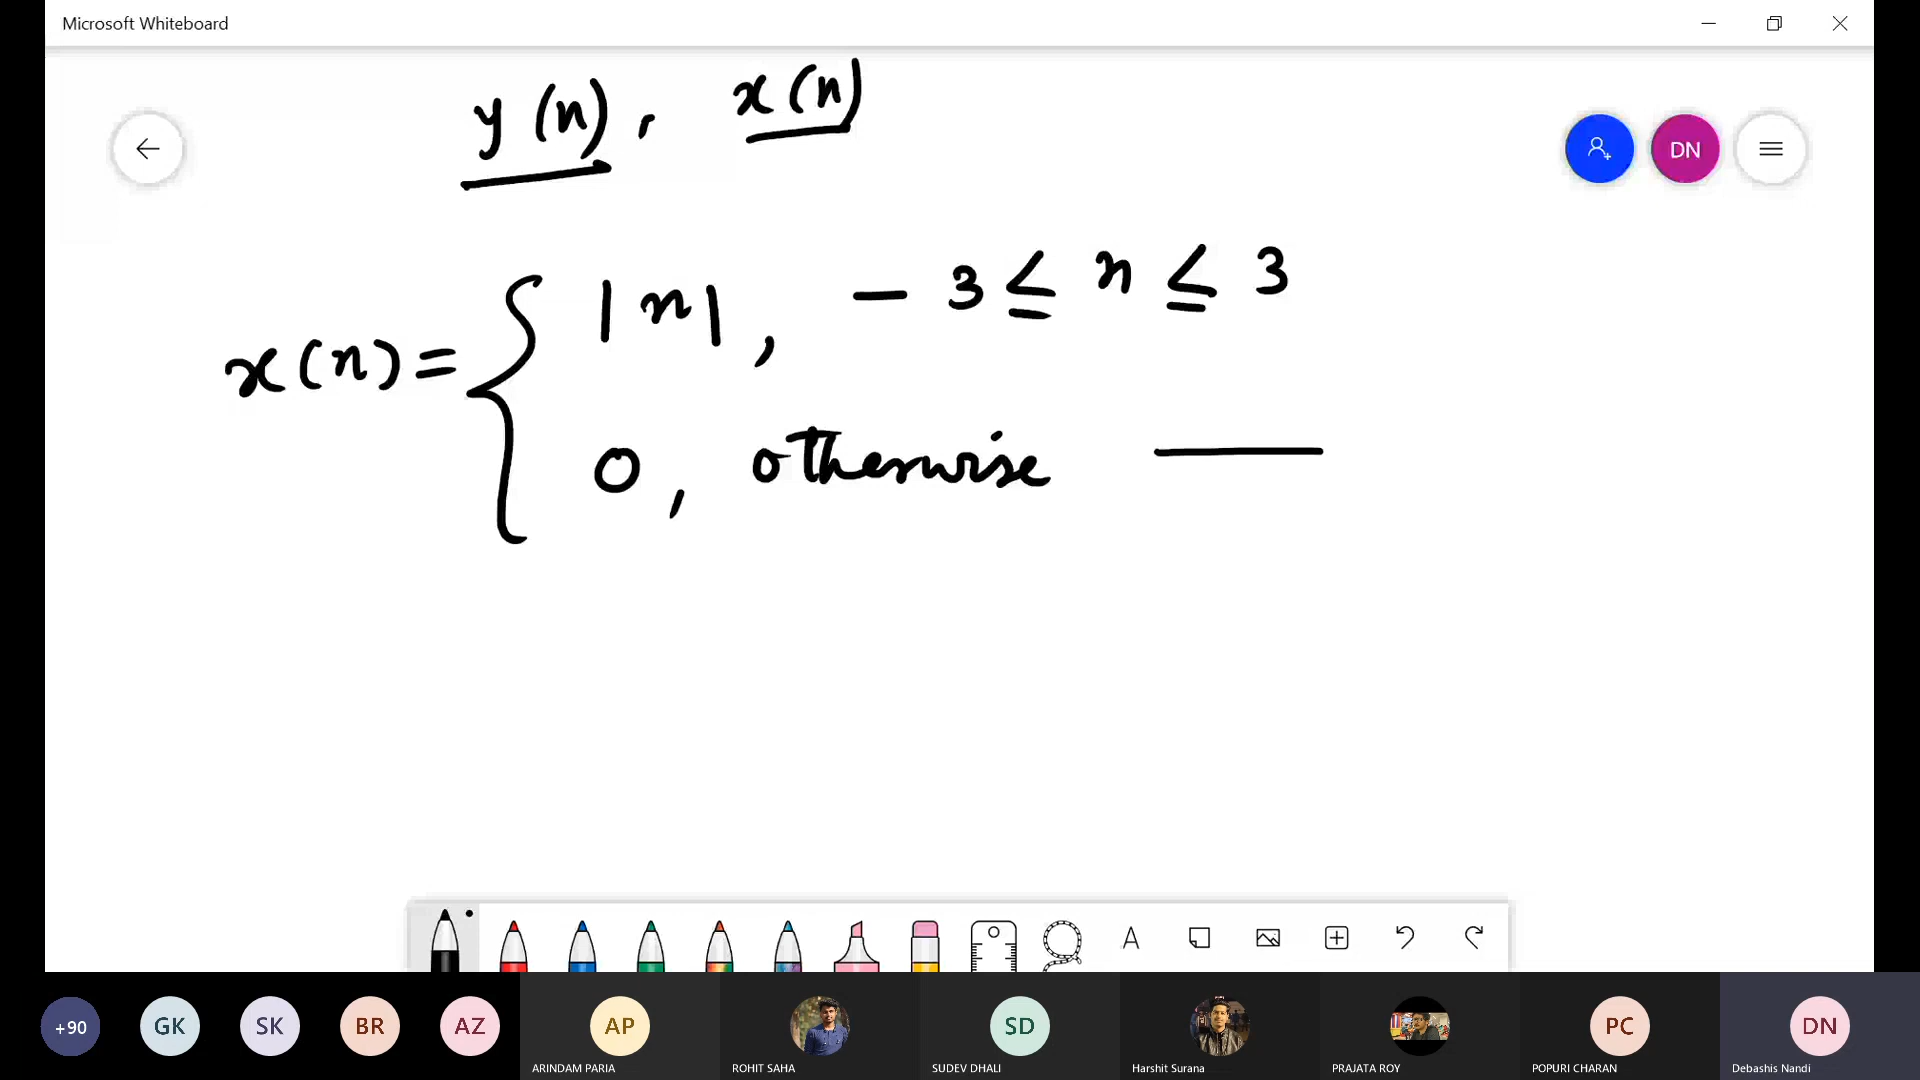 Microsoft Whiteboard
y(n), x(n)
DN
x(n) = { |n|, -3 ≤ n ≤ 3
0, otherwise
A
+90 GK SK BR AZ AP SD PC DN
ARINDAM PARIA ROHIT SAHA SUDEV DHALI Harshit Surana PRAJATA ROY POPURI CHARAN Debashis Nandi